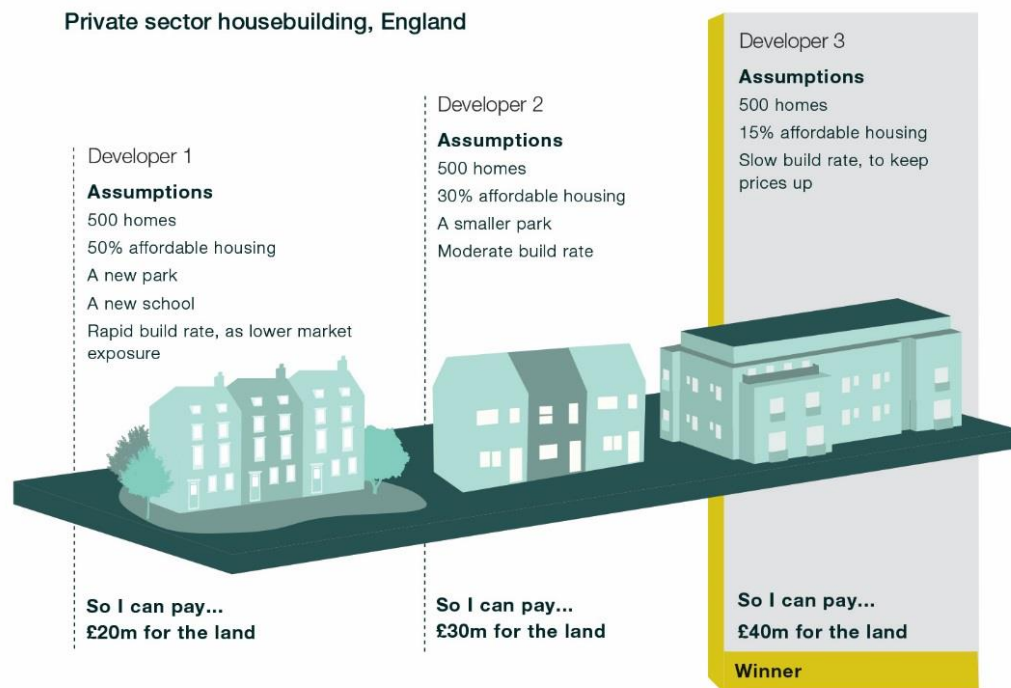 Private sector housebuilding, England
Developer 1
Assumptions
500 homes
50% affordable housing
A new park
A new school
Rapid build rate, as lower market
exposure
So I can pay...
£20m for the land
Developer 2
Assumptions
500 homes
30% affordable housing
A smaller park
Moderate build rate
So I can pay...
£30m for the land
Developer 3
Assumptions
500 homes
15% affordable housing
Slow build rate, to keep
prices up
So I can pay...
£40m for the land
Winner